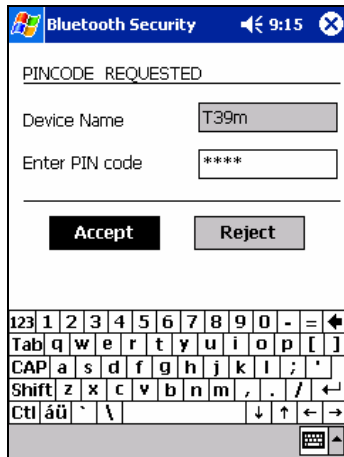 Bluetooth Security 9:15
PINCODE REQUESTED
Device Name T39m
Enter PIN code ****
Accept Reject
123 1 2 3 4 5 6 7 8 9 0 - =
Tab q w e r t y u i o p [ ]
CAP a s d f g h j k l ; '
Shift z x c v b n m , . /
Ctl áü ` \ ↓ ↑ ← →